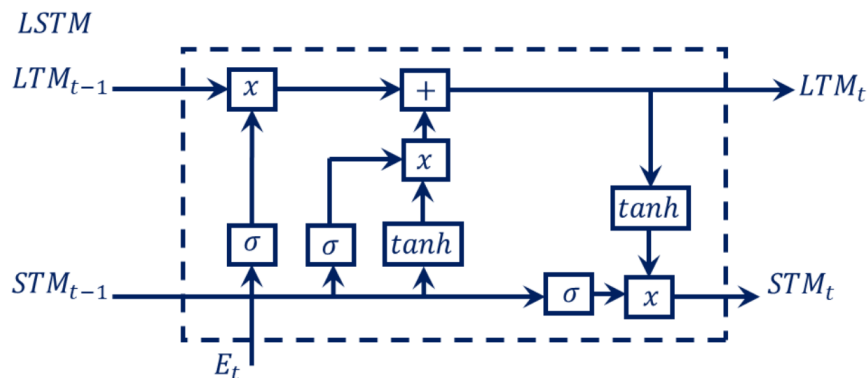 LSTM
LTM_{t-1} x + LTM_t
x
tanh
σ σ tanh
STM_{t-1} σ x STM_t
E_t